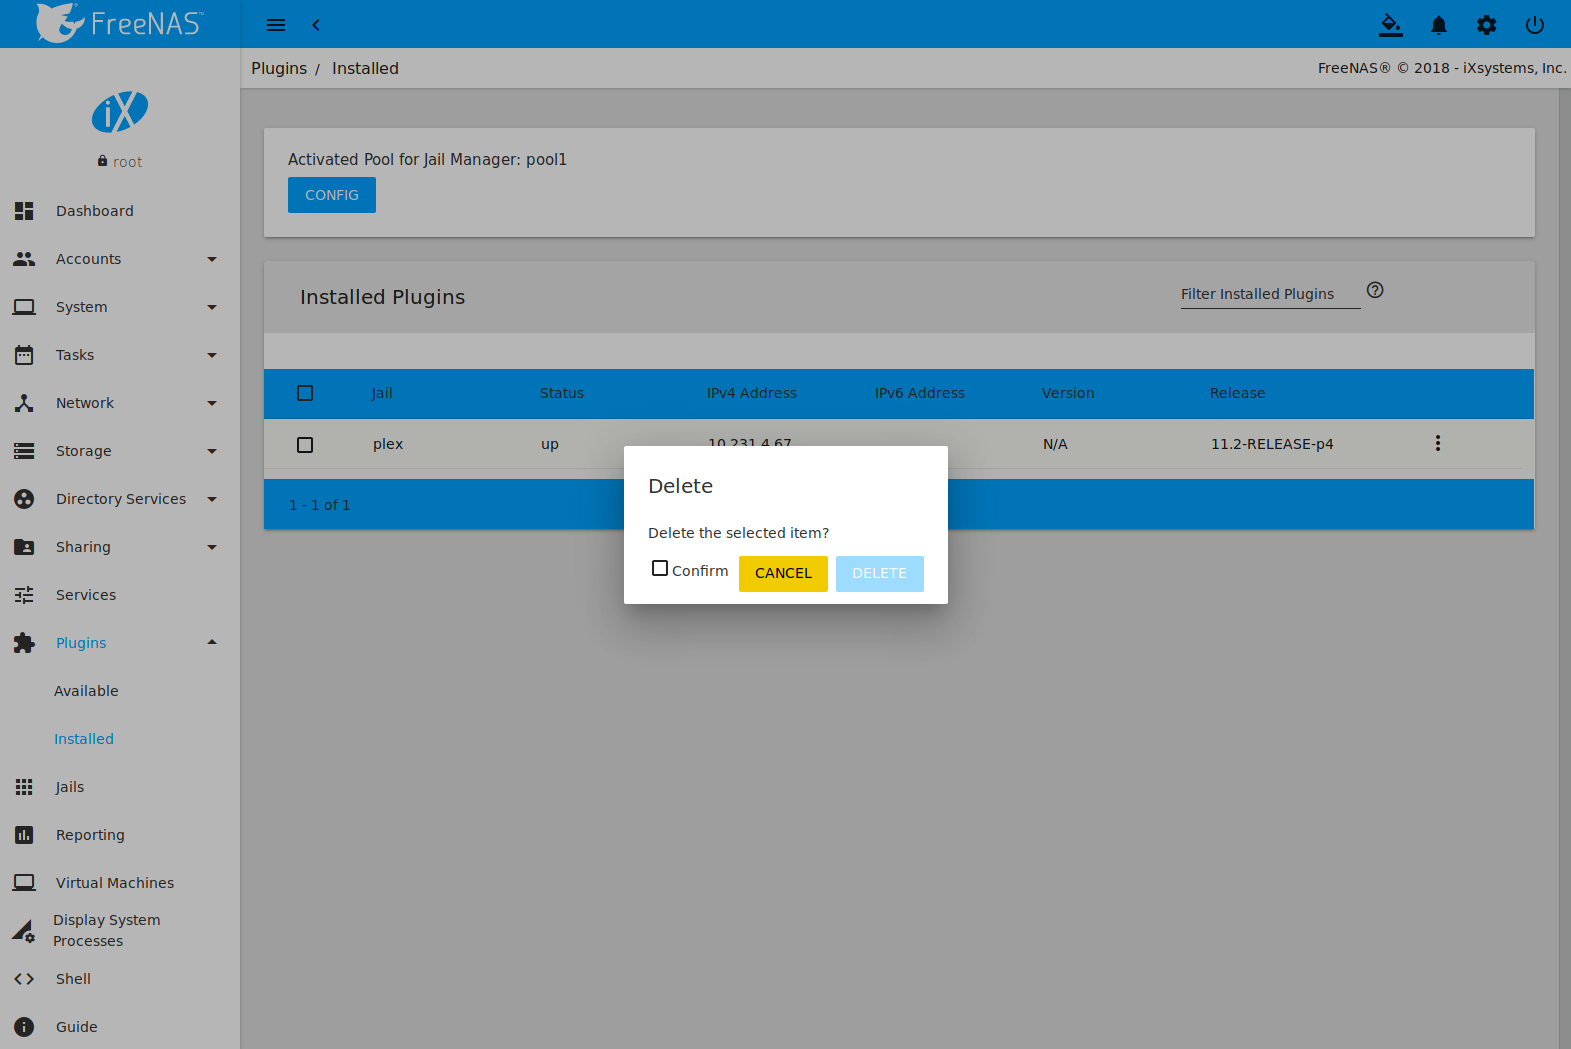 FreeNAS™
Plugins / Installed
FreeNAS® © 2018 - iXsystems, Inc.
iX
root
Dashboard
Accounts
System
Tasks
Network
Storage
Directory Services
Sharing
Services
Plugins
Available
Installed
Jails
Reporting
Virtual Machines
Display System
Processes
Shell
Guide
Activated Pool for Jail Manager: pool1
CONFIG
Installed Plugins
Filter Installed Plugins
Jail Status IPv4 Address IPv6 Address Version Release
plex up 10.231.4.67 N/A 11.2-RELEASE-p4
1 - 1 of 1
Delete
Delete the selected item?
Confirm CANCEL DELETE